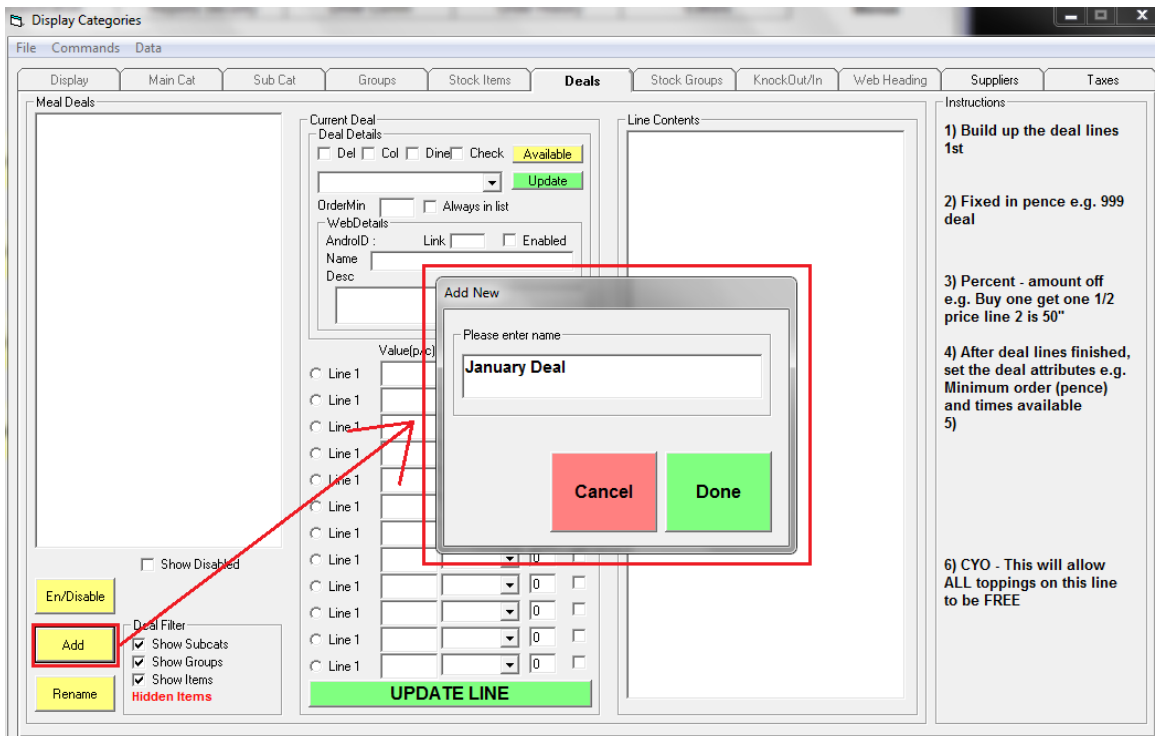 Display Categories
File Commands Data
Display Main Cat Sub Cat Groups Stock Items Deals Stock Groups KnockOut/In Web Heading Suppliers Taxes
Meal Deals
Show Disabled
En/Disable
Add
Rename
Deal Filter
Show Subcats
Show Groups
Show Items
Hidden Items
Current Deal
Deal Details
Del Col Dine Check Available
Update
OrderMin Always in list
WebDetails
AndroID : Link Enabled
Name
Desc
Value(p/c)
Line 1
Line 1
Line 1
Line 1
Line 1
Line 1
Line 1
Line 1 0
Line 1 0
Line 1 0
Line 1 0
Line 1 0
UPDATE LINE
Add New
Please enter name
January Deal
Cancel Done
Line Contents
Instructions
1) Build up the deal lines
1st
2) Fixed in pence e.g. 999
deal
3) Percent - amount off
e.g. Buy one get one 1/2
price line 2 is 50"
4) After deal lines finished,
set the deal attributes e.g.
Minimum order (pence)
and times available
5)
6) CYO - This will allow
ALL toppings on this line
to be FREE